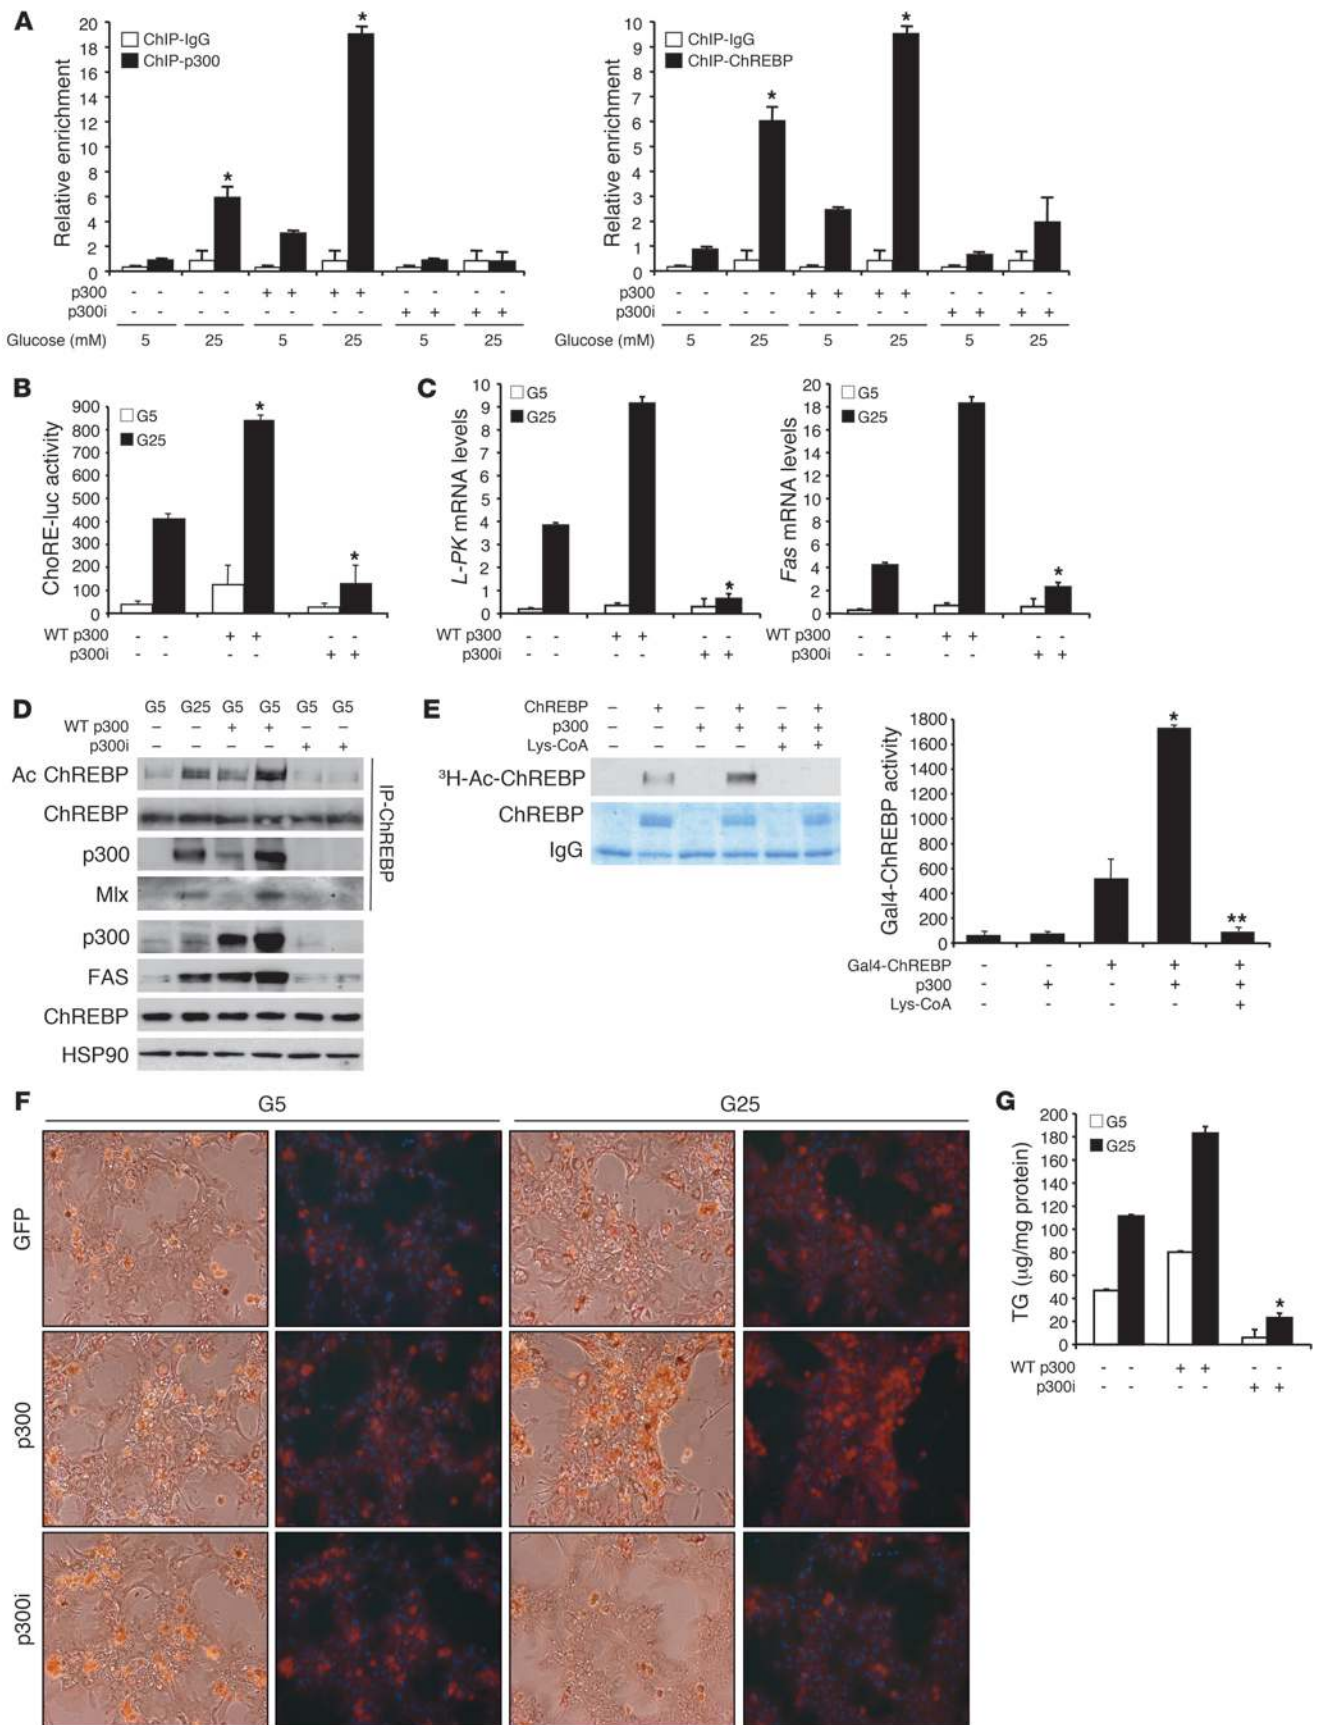 A
Relative enrichment
20
18
16
14
12
10
8
6
4
2
0
ChIP-IgG
ChIP-p300
*
*
p300 - - - - + + + + - - - -
p300i - - - - - - - - + + + +
Glucose (mM) 5 25 5 25 5 25
Relative enrichment
10
9
8
7
6
5
4
3
2
1
0
ChIP-IgG
ChIP-ChREBP
*
*
p300 - - - - + + + + - - - -
p300i - - - - - - - - + + + +
Glucose (mM) 5 25 5 25 5 25
B
ChoRE-luc activity
900
800
700
600
500
400
300
200
100
0
G5
G25
*
*
WT p300 - - + + - -
p300i - - - - + +
C
L-PK mRNA levels
10
9
8
7
6
5
4
3
2
1
0
G5
G25
*
WT p300 - - + + - -
p300i - - - - + +
Fas mRNA levels
20
18
16
14
12
10
8
6
4
2
0
G5
G25
*
WT p300 - - + + - -
p300i - - - - + +
D
G5 G25 G5 G5 G5 G5
WT p300 – – + + – –
p300i – – – – + +
Ac ChREBP
ChREBP
p300
Mlx
IP-ChREBP
p300
FAS
ChREBP
HSP90
E
ChREBP – + – + – +
p300 – – + + + +
Lys-CoA – – – – + +
³H-Ac-ChREBP
ChREBP
IgG
Gal4-ChREBP activity
1800
1600
1400
1200
1000
800
600
400
200
0
*
**
Gal4-ChREBP - - + + +
p300 - + - + +
Lys-CoA - - - - +
F
G5 G25
GFP
p300
p300i
G
TG (µg/mg protein)
200
180
160
140
120
100
80
60
40
20
0
G5
G25
*
WT p300 - - + + - -
p300i - - - - + +